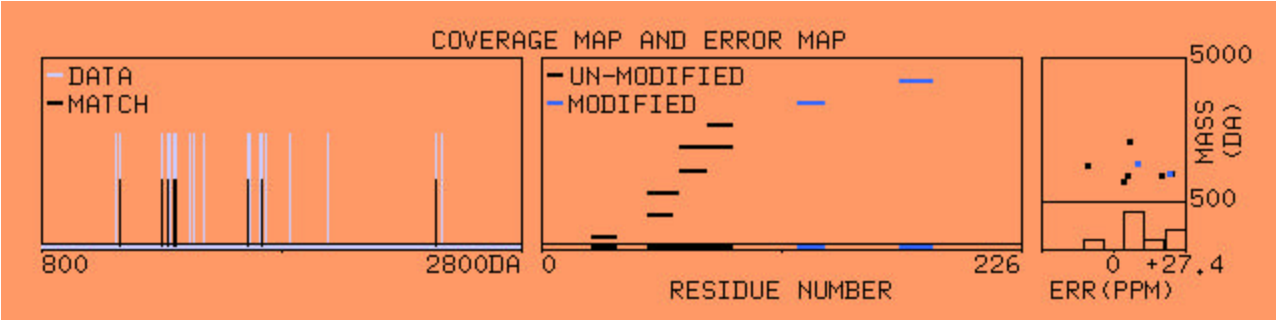 COVERAGE MAP AND ERROR MAP
DATA
MATCH
800
2800DA
UN-MODIFIED
MODIFIED
0
226
RESIDUE NUMBER
5000
MASS
(DA)
500
0
+27.4
ERR(PPM)